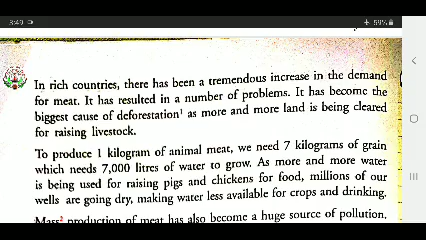 3:49
59%
In rich countries, there has been a tremendous increase in the demand
for meat. It has resulted in a number of problems. It has become the
biggest cause of deforestation¹ as more and more land is being cleared
for raising livestock.
To produce 1 kilogram of animal meat, we need 7 kilograms of grain
which needs 7,000 litres of water to grow. As more and more water
is being used for raising pigs and chickens for food, millions of our
wells are going dry, making water less available for crops and drinking.
Mass² production of meat has also become a huge source of pollution.